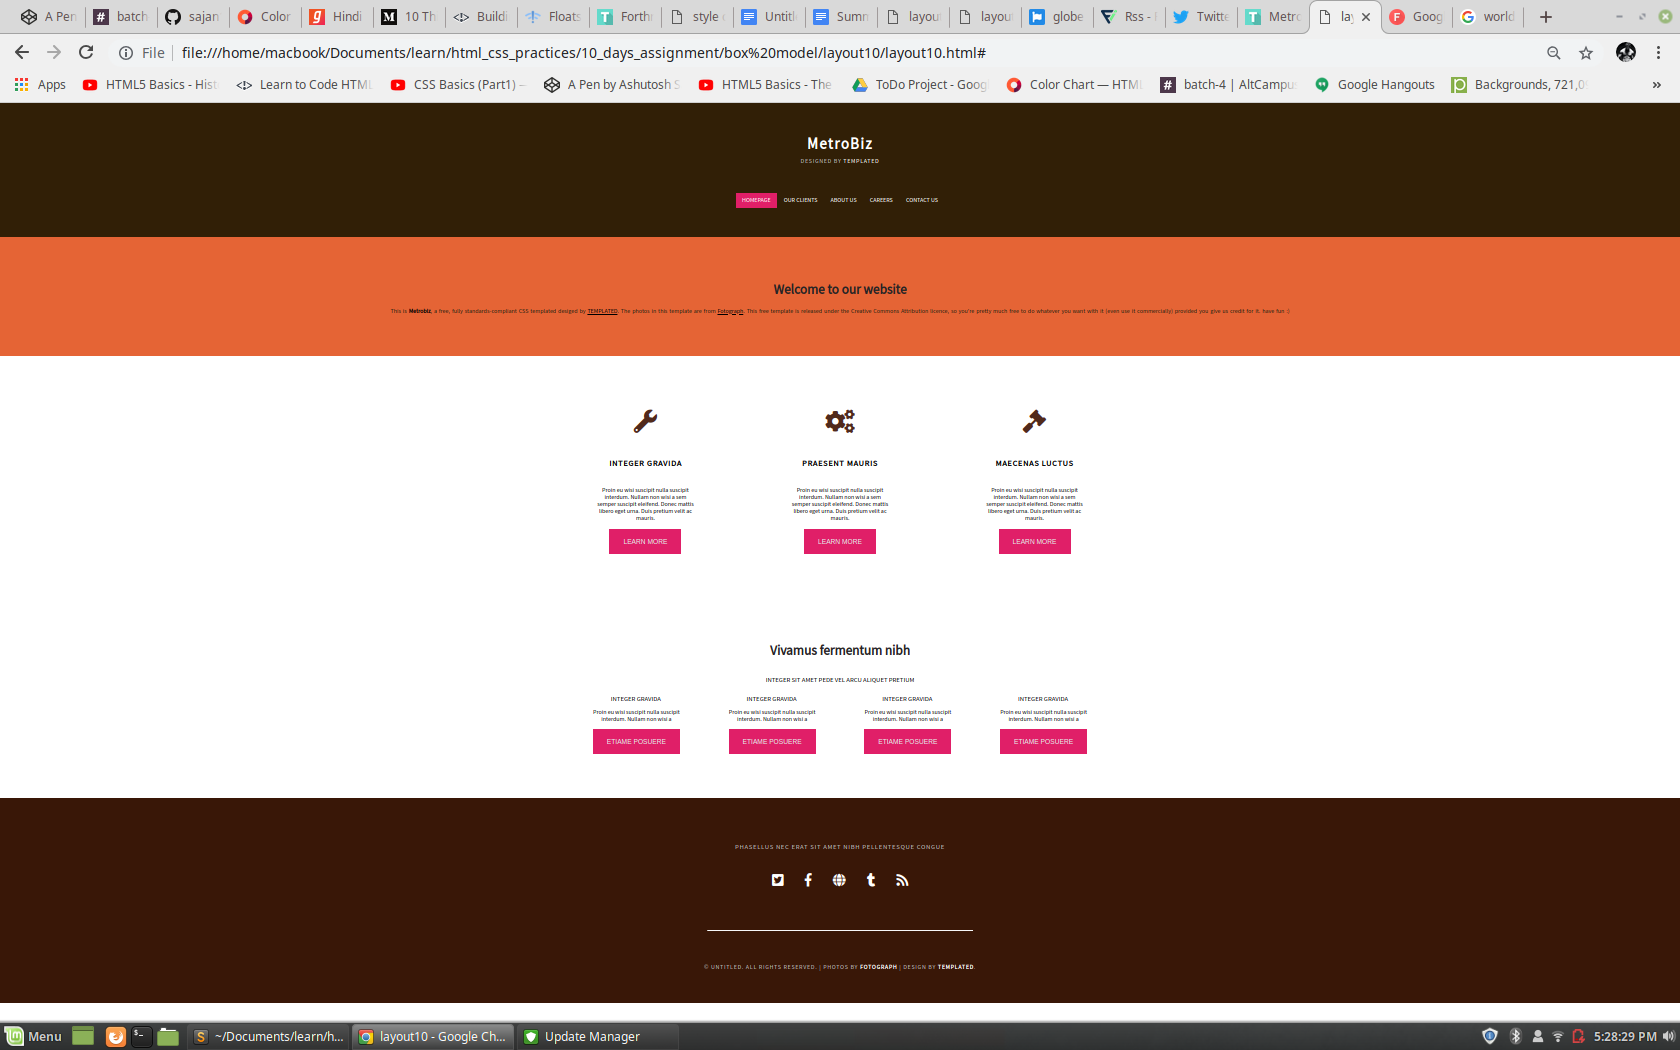 A Pen
batch
sajan
Color
Hindi
10 Th
Buildi
Floats
Forth
style
Untitl
Summ
layou
layou
globe
Rss -
Twitte
Metro
lay
Goog
world
File
file:///home/macbook/Documents/learn/html_css_practices/10_days_assignment/box%20model/layout10/layout10.html#
Apps
HTML5 Basics - Hist
Learn to Code HTML
CSS Basics (Part1) –
A Pen by Ashutosh S
HTML5 Basics - The
ToDo Project - Goog
Color Chart — HTML
batch-4 | AltCampus
Google Hangouts
Backgrounds, 721,0
»
MetroBiz
DESIGNED BY TEMPLATED
HOMEPAGE
OUR CLIENTS
ABOUT US
CAREERS
CONTACT US
Welcome to our website
This is Metrobiz, a free, fully standards-compliant CSS templated desiged by TEMPLATED. The photos in this template are from Fotograph. This free template is released under the Creative Commons Attribution licence, so you're pretty much free to do whatever you want with it (even use it commercially) provided you give us credit for it. have fun :)
INTEGER GRAVIDA
Proin eu wisi suscipit nulla suscipit
interdum. Nullam non wisi a sem
semper suscipit eleifend. Donec mattis
libero eget urna. Duis pretium velit ac
mauris.
LEARN MORE
PRAESENT MAURIS
Proin eu wisi suscipit nulla suscipit
interdum. Nullam non wisi a sem
semper suscipit eleifend. Donec mattis
libero eget urna. Duis pretium velit ac
mauris.
LEARN MORE
MAECENAS LUCTUS
Proin eu wisi suscipit nulla suscipit
interdum. Nullam non wisi a sem
semper suscipit eleifend. Donec mattis
libero eget urna. Duis pretium velit ac
mauris.
LEARN MORE
Vivamus fermentum nibh
INTEGER SIT AMET PEDE VEL ARCU ALIQUET PRETIUM
INTEGER GRAVIDA
Proin eu wisi suscipit nulla suscipit
interdum. Nullam non wisi a
ETIAME POSUERE
INTEGER GRAVIDA
Proin eu wisi suscipit nulla suscipit
interdum. Nullam non wisi a
ETIAME POSUERE
INTEGER GRAVIDA
Proin eu wisi suscipit nulla suscipit
interdum. Nullam non wisi a
ETIAME POSUERE
INTEGER GRAVIDA
Proin eu wisi suscipit nulla suscipit
interdum. Nullam non wisi a
ETIAME POSUERE
PHASELLUS NEC ERAT SIT AMET NIBH PELLENTESQUE CONGUE
© UNTITLED. ALL RIGHTS RESERVED. | PHOTOS BY FOTOGRAPH | DESIGN BY TEMPLATED.
Menu
~/Documents/learn/h...
layout10 - Google Ch...
Update Manager
5:28:29 PM